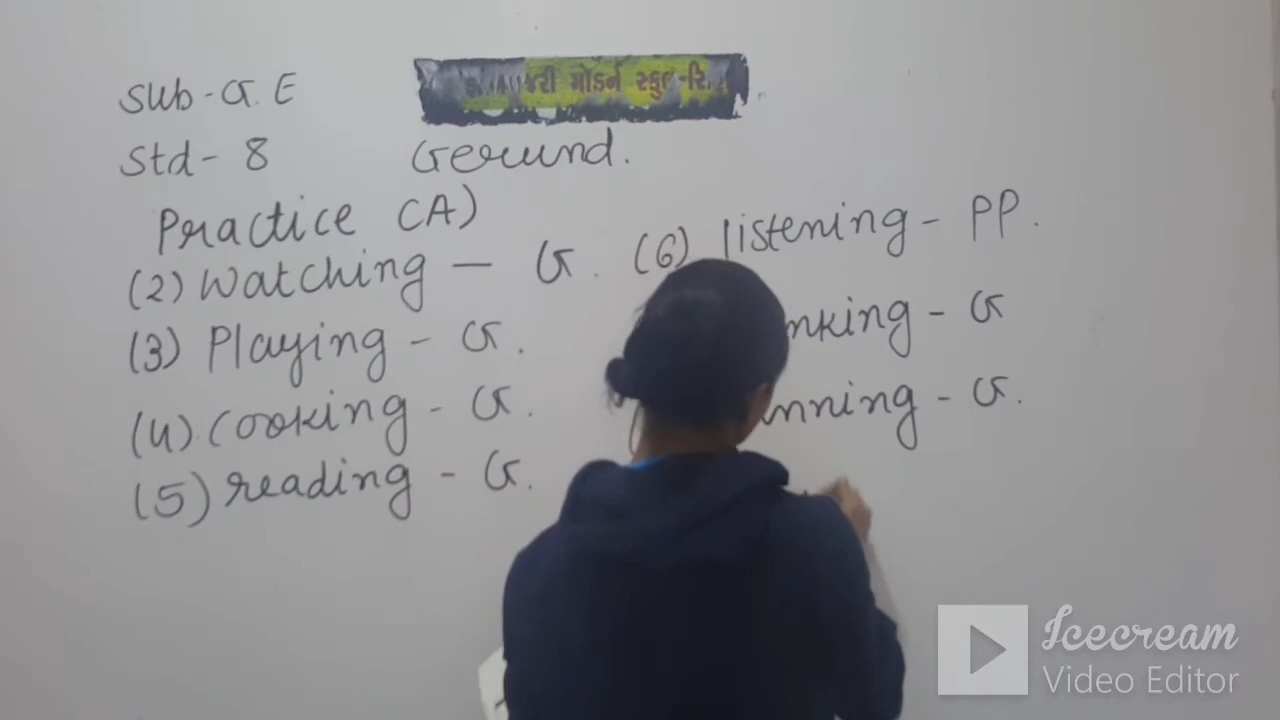 Sub - G. E
મોડર્ન સ્કુલ-રિ.
Std - 8
Gerund.
Practice (A)
(2) Watching - G.
(3) Playing - G.
(4) Cooking - G.
(5) reading - G.
(6) listening - PP.
nking - G
nning - G.
Icecream
Video Editor